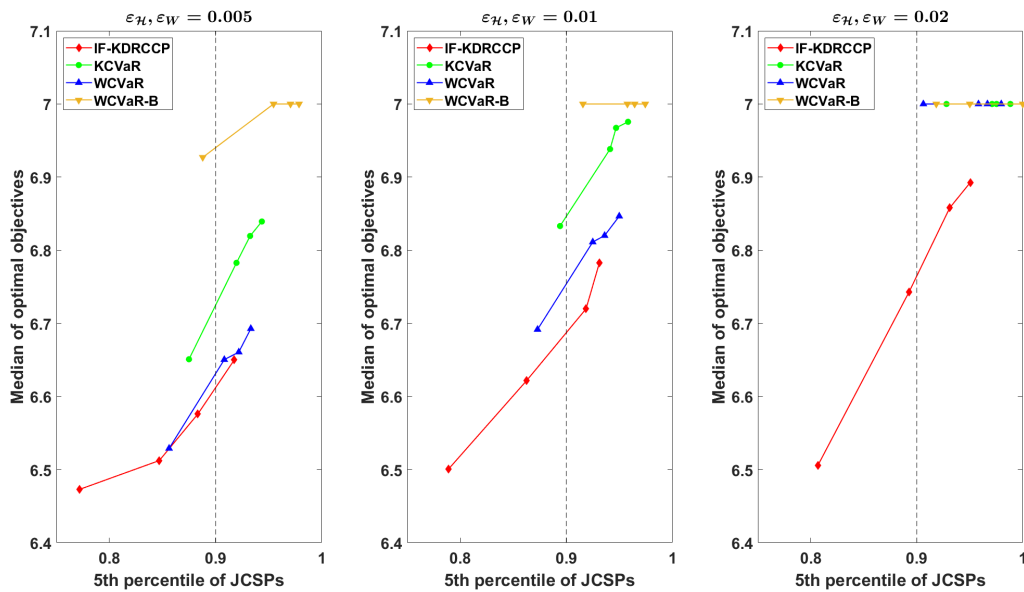 ε_ℋ, ε_W = 0.005
7.1
7
6.9
6.8
6.7
6.6
6.5
6.4
Median of optimal objectives
IF-KDRCCP
KCVaR
WCVaR
WCVaR-B
0.8 0.9 1
5th percentile of JCSPs
ε_ℋ, ε_W = 0.01
7.1
7
6.9
6.8
6.7
6.6
6.5
6.4
Median of optimal objectives
IF-KDRCCP
KCVaR
WCVaR
WCVaR-B
0.8 0.9 1
5th percentile of JCSPs
ε_ℋ, ε_W = 0.02
7.1
7
6.9
6.8
6.7
6.6
6.5
6.4
Median of optimal objectives
IF-KDRCCP
KCVaR
WCVaR
WCVaR-B
0.8 0.9 1
5th percentile of JCSPs